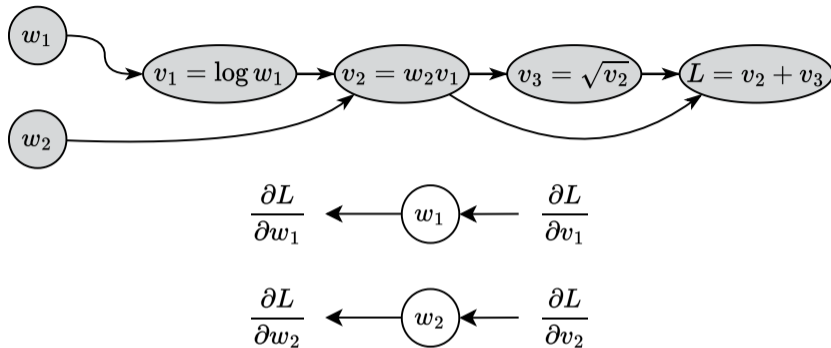 w₁
v₁ = log w₁
v₂ = w₂v₁
v₃ = √v₂
L = v₂ + v₃
w₂
∂L/∂w₁
w₁
∂L/∂v₁
∂L/∂w₂
w₂
∂L/∂v₂